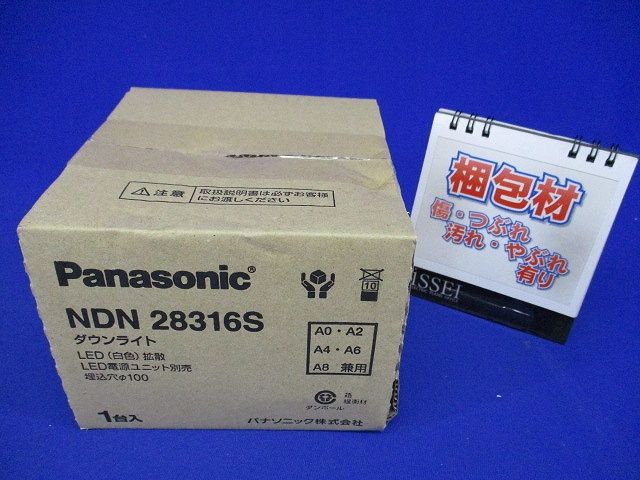 ⚠注意
取扱説明書は必ずお客様
にお渡しください
Panasonic®
NDN 28316S
ダウンライト
LED(白色)拡散
LED電源ユニット別売
埋込穴φ100
1台入
10
A0・A2
A4・A6
A8 兼用
ダンボール
パナソニック株式会社
梱包材
傷・つぶれ
汚れ・やぶれ
有り
ISSEI